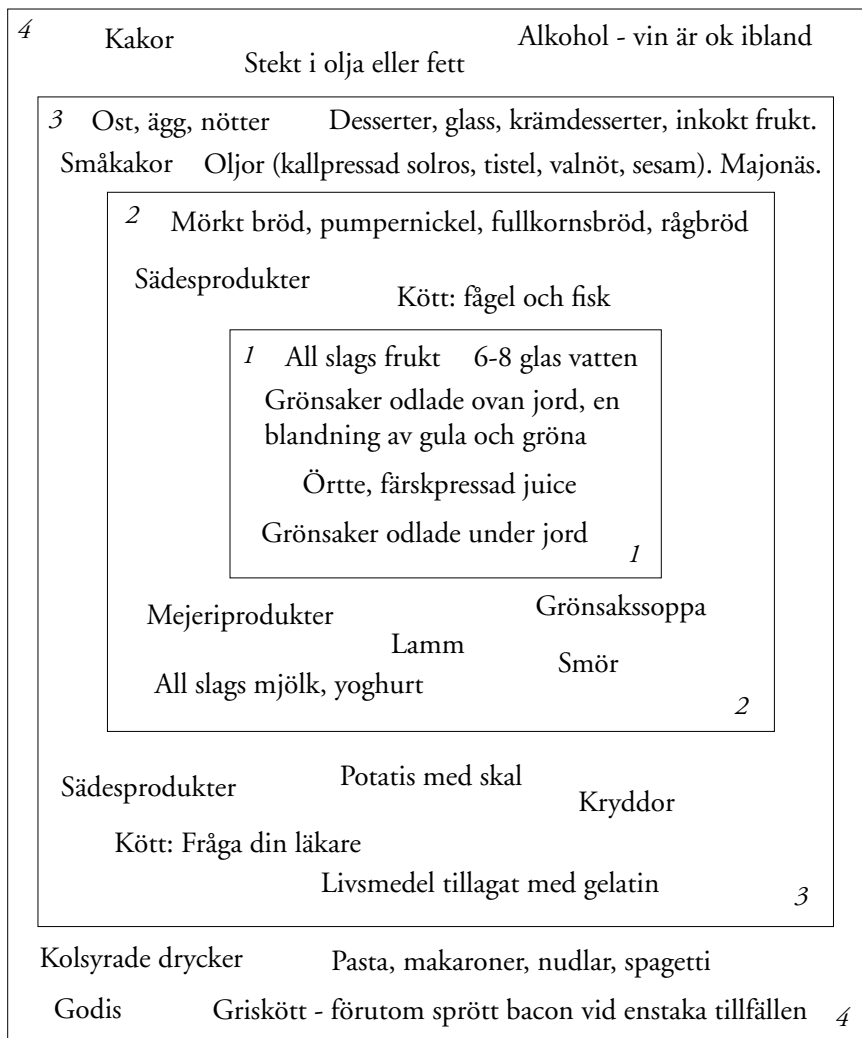 4
Kakor
Alkohol - vin är ok ibland
Stekt i olja eller fett
3 Ost, ägg, nötter Desserter, glass, krämdesserter, inkokt frukt.
Småkakor Oljor (kallpressad solros, tistel, valnöt, sesam). Majonäs.
2 Mörkt bröd, pumpernickel, fullkornsbröd, rågbröd
Sädesprodukter
Kött: fågel och fisk
1 All slags frukt 6-8 glas vatten
Grönsaker odlade ovan jord, en
blandning av gula och gröna
Örtte, färskpressad juice
Grönsaker odlade under jord
1
Mejeriprodukter
Grönsakssoppa
Lamm
Smör
All slags mjölk, yoghurt
2
Sädesprodukter
Potatis med skal
Kryddor
Kött: Fråga din läkare
Livsmedel tillagat med gelatin
3
Kolsyrade drycker
Pasta, makaroner, nudlar, spagetti
Godis
Griskött - förutom sprött bacon vid enstaka tillfällen
4